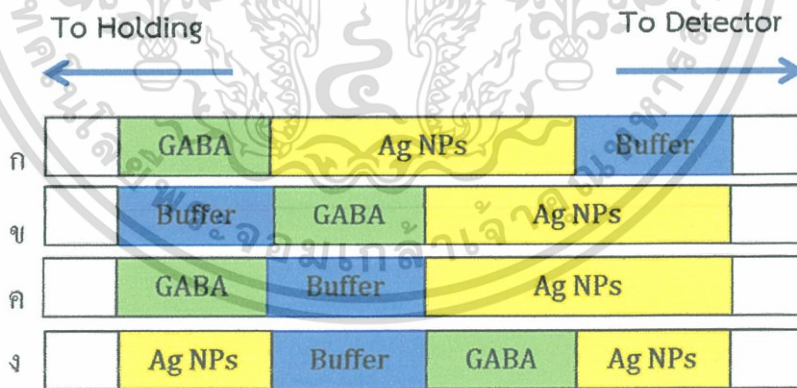 To Holding To Detector
ก GABA Ag NPs Buffer
ข Buffer GABA Ag NPs
ค GABA Buffer Ag NPs
ง Ag NPs Buffer GABA Ag NPs